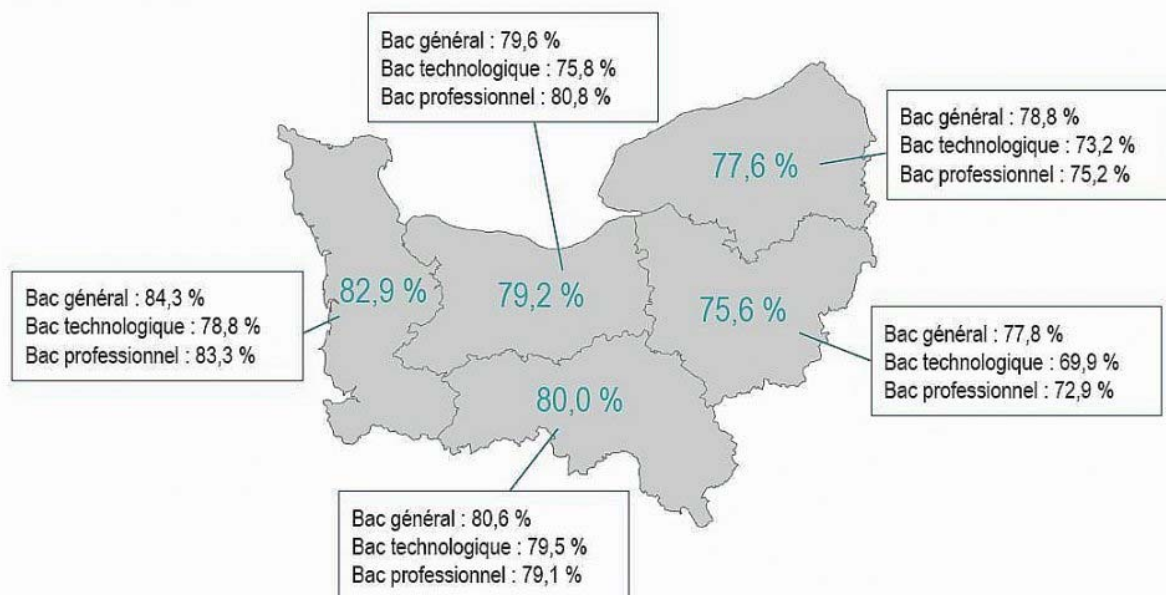 Bac général : 79,6 %
Bac technologique : 75,8 %
Bac professionnel : 80,8 %
77,6 %
Bac général : 78,8 %
Bac technologique : 73,2 %
Bac professionnel : 75,2 %
Bac général : 84,3 %
Bac technologique : 78,8 %
Bac professionnel : 83,3 %
82,9 %
79,2 %
75,6 %
Bac général : 77,8 %
Bac technologique : 69,9 %
Bac professionnel : 72,9 %
80,0 %
Bac général : 80,6 %
Bac technologique : 79,5 %
Bac professionnel : 79,1 %